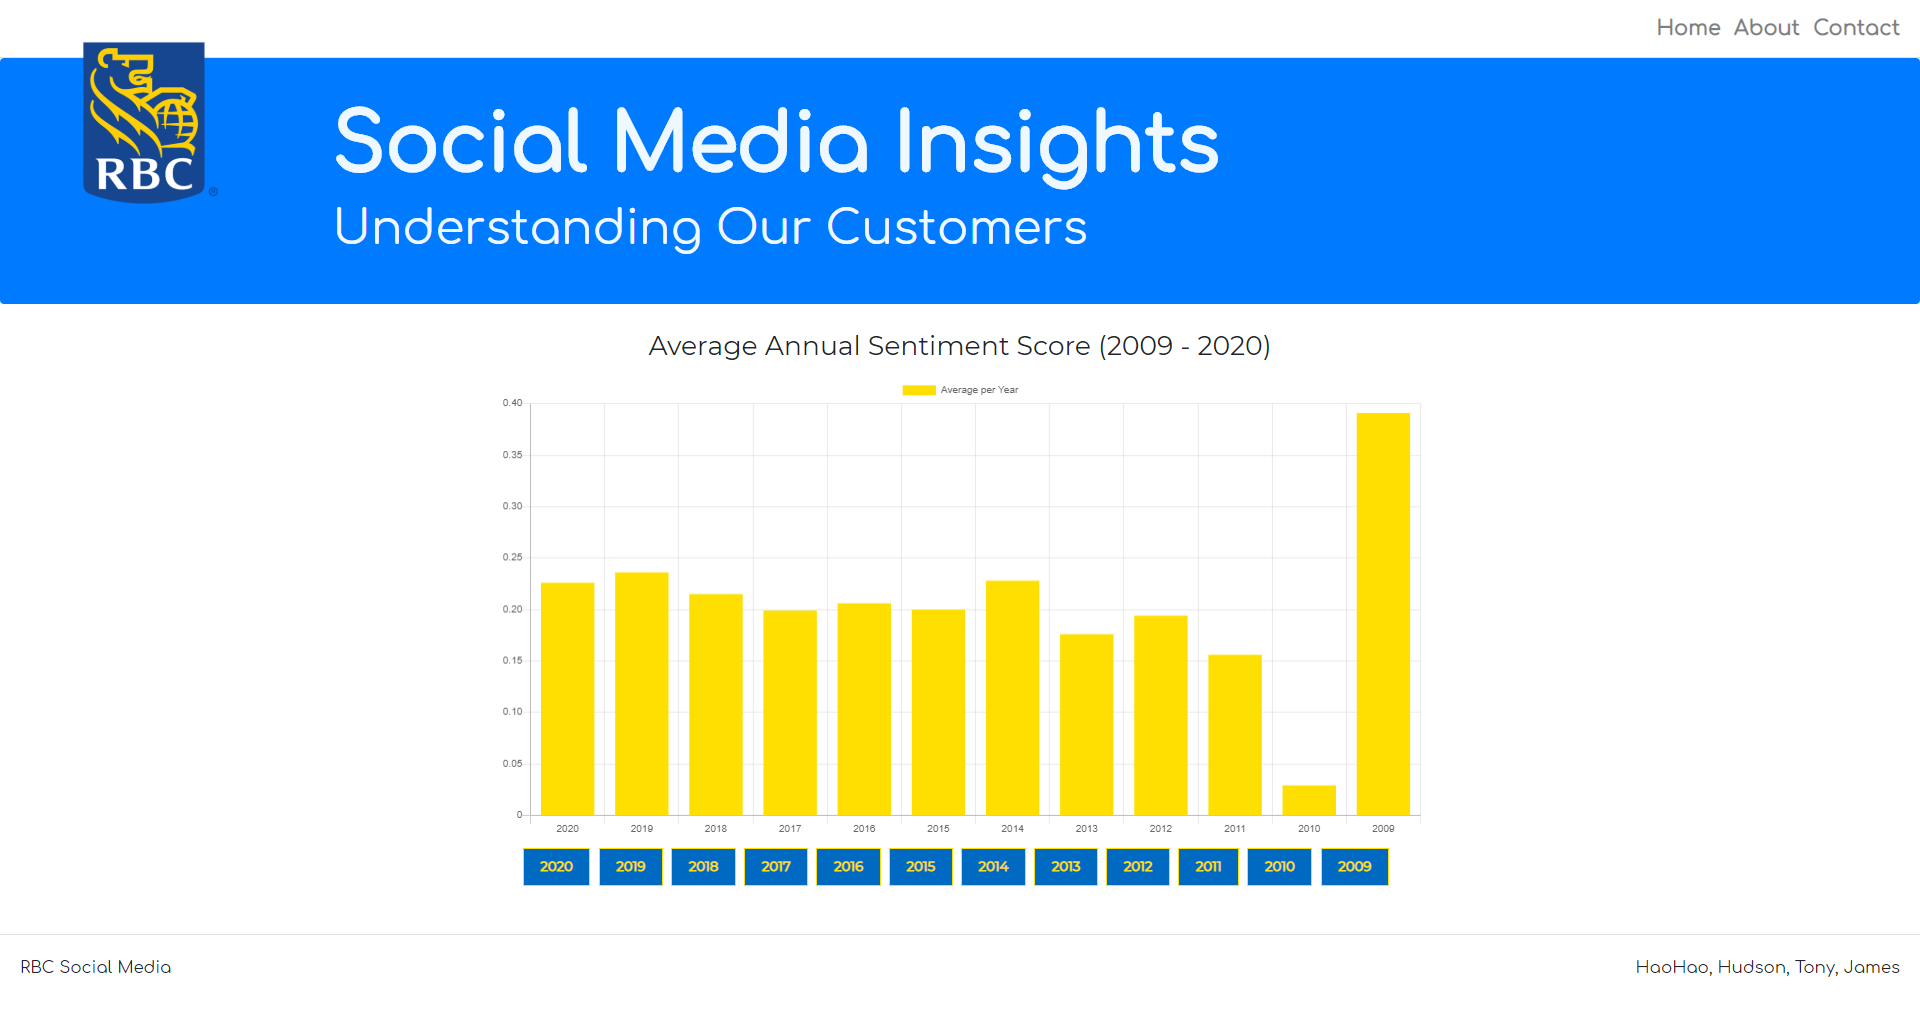 Home About Contact
RBC
®
Social Media Insights
Understanding Our Customers
Average Annual Sentiment Score (2009 - 2020)
Average per Year
0.40
0.35
0.30
0.25
0.20
0.15
0.10
0.05
0
2020 2019 2018 2017 2016 2015 2014 2013 2012 2011 2010 2009
2020 2019 2018 2017 2016 2015 2014 2013 2012 2011 2010 2009
RBC Social Media
HaoHao, Hudson, Tony, James